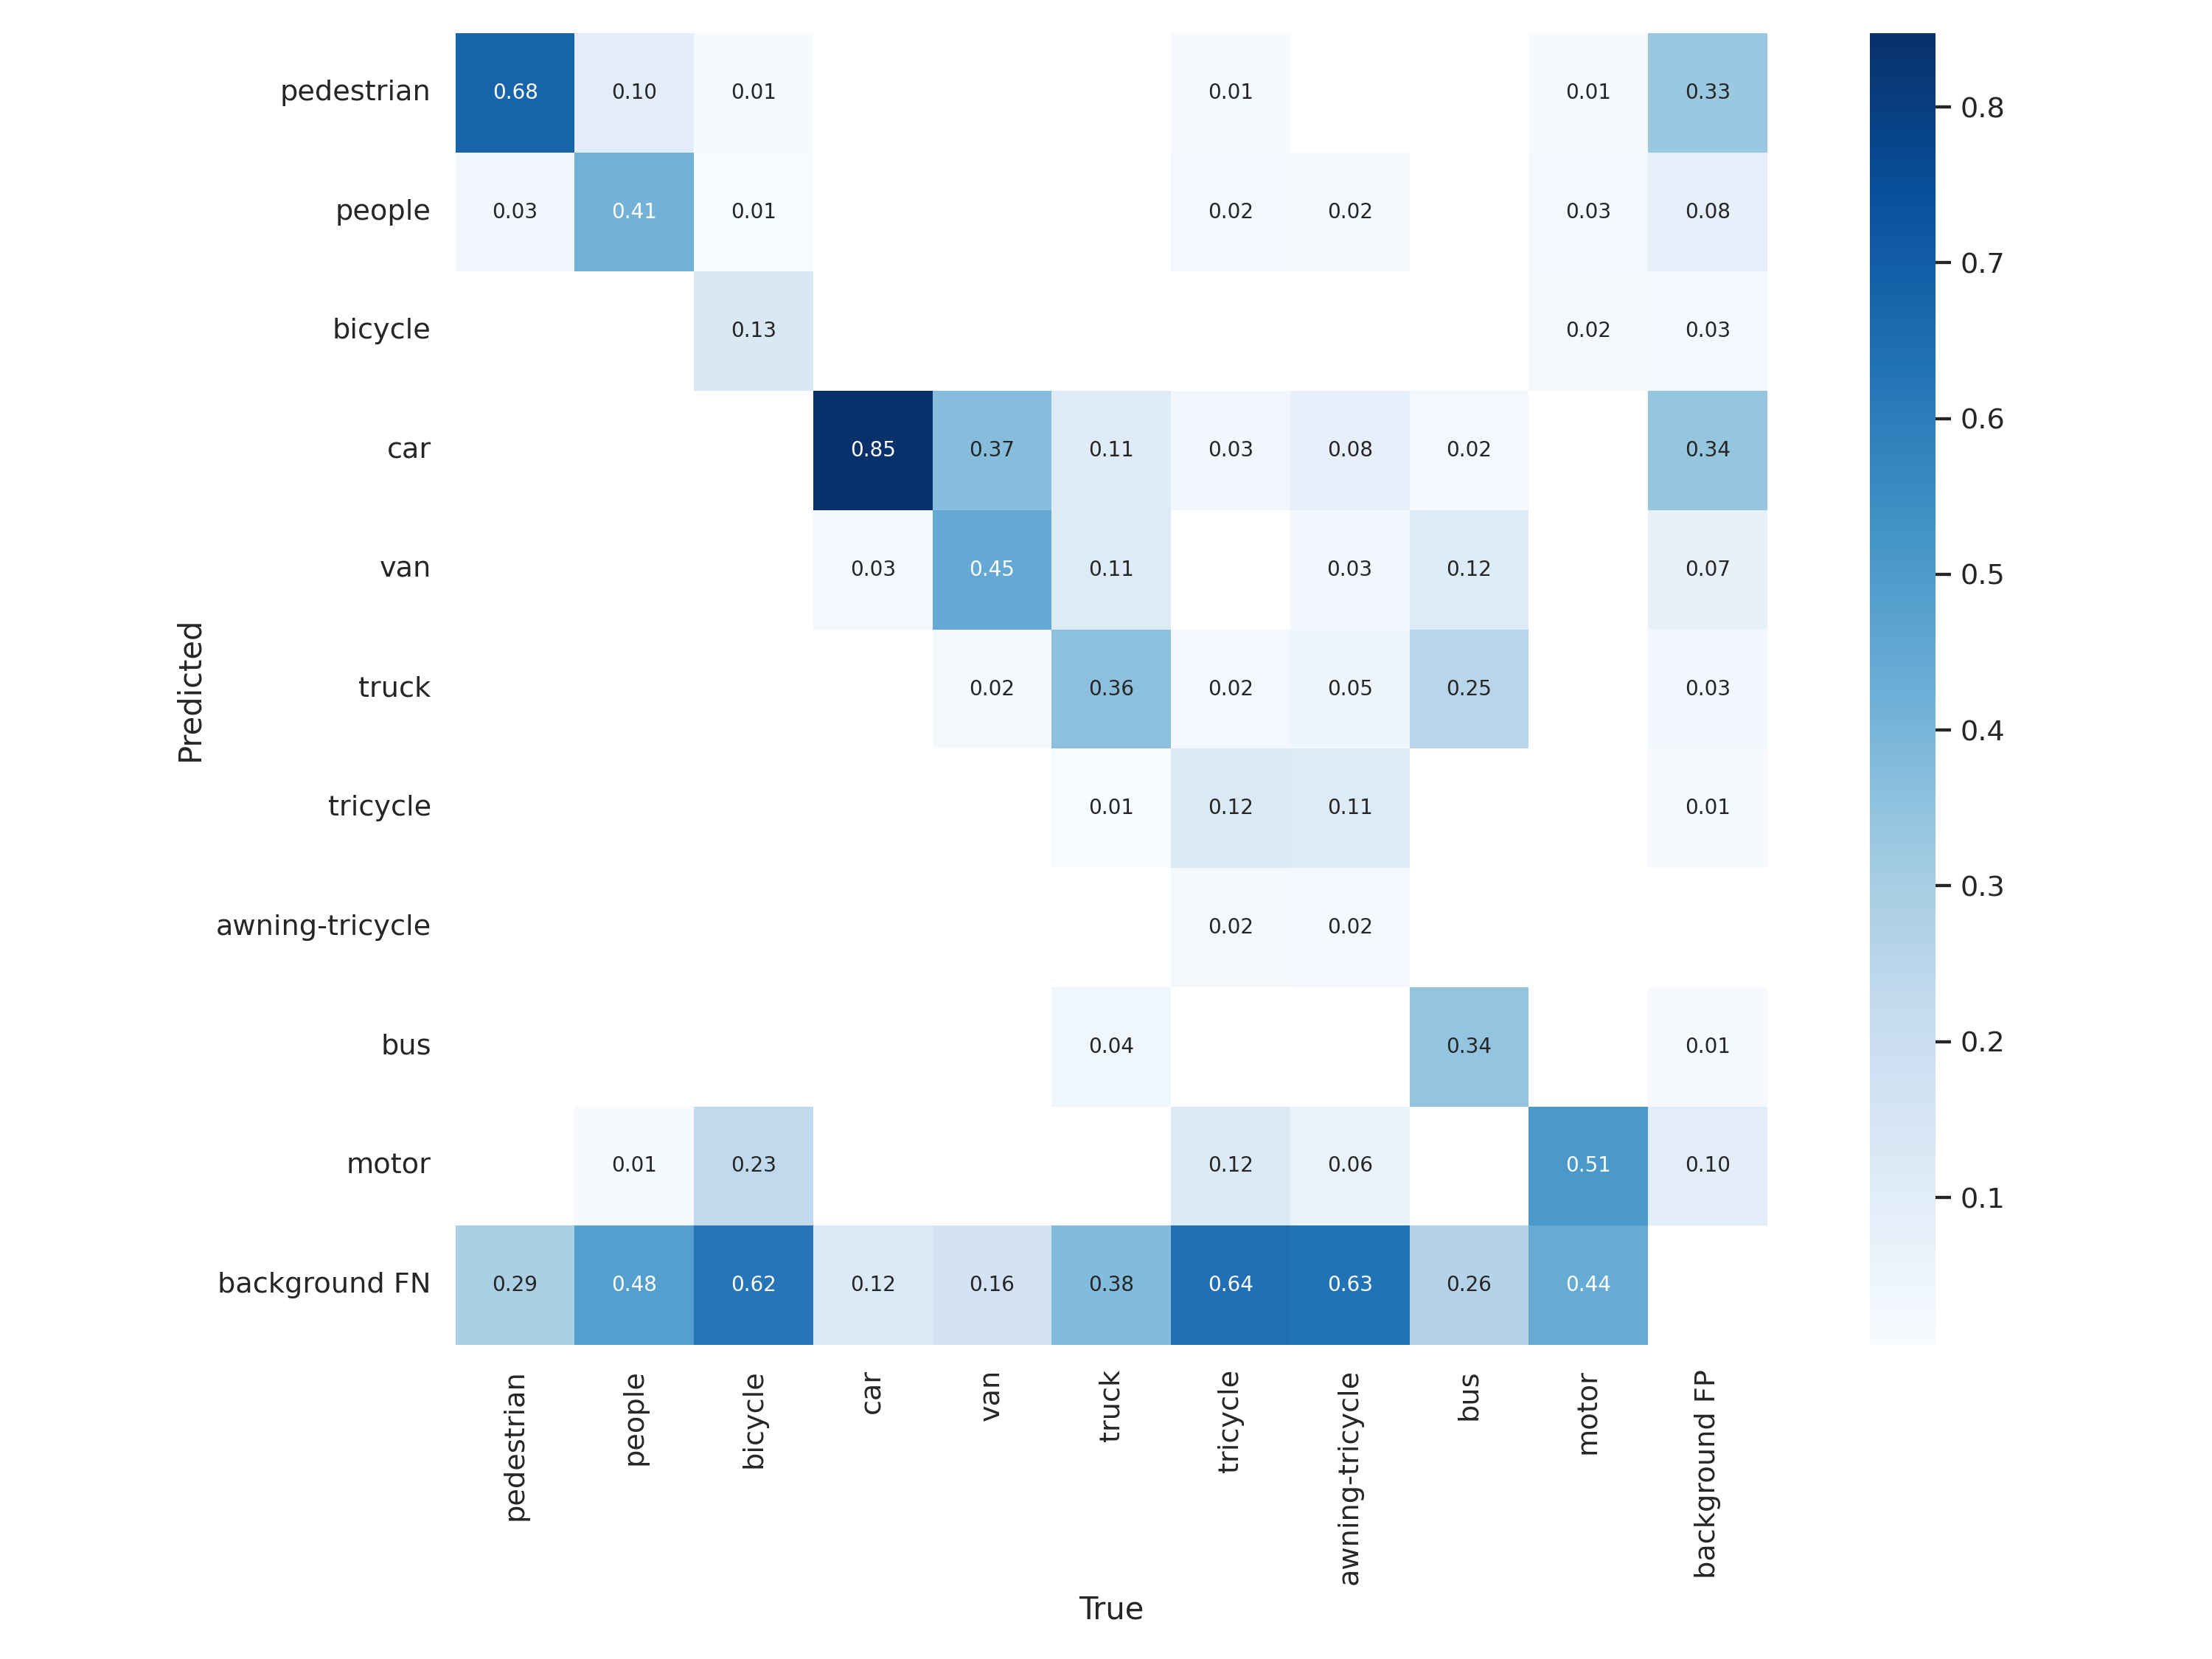 pedestrian 0.68 0.10 0.01 0.01 0.01 0.33
people 0.03 0.41 0.01 0.02 0.02 0.03 0.08
bicycle 0.13 0.02 0.03
car 0.85 0.37 0.11 0.03 0.08 0.02 0.34
van 0.03 0.45 0.11 0.03 0.12 0.07
truck 0.02 0.36 0.02 0.05 0.25 0.03
tricycle 0.01 0.12 0.11 0.01
awning-tricycle 0.02 0.02
bus 0.04 0.34 0.01
motor 0.01 0.23 0.12 0.06 0.51 0.10
background FN 0.29 0.48 0.62 0.12 0.16 0.38 0.64 0.63 0.26 0.44
Predicted
pedestrian
people
bicycle
car
van
truck
tricycle
awning-tricycle
bus
motor
background FP
True
0.8
0.7
0.6
0.5
0.4
0.3
0.2
0.1